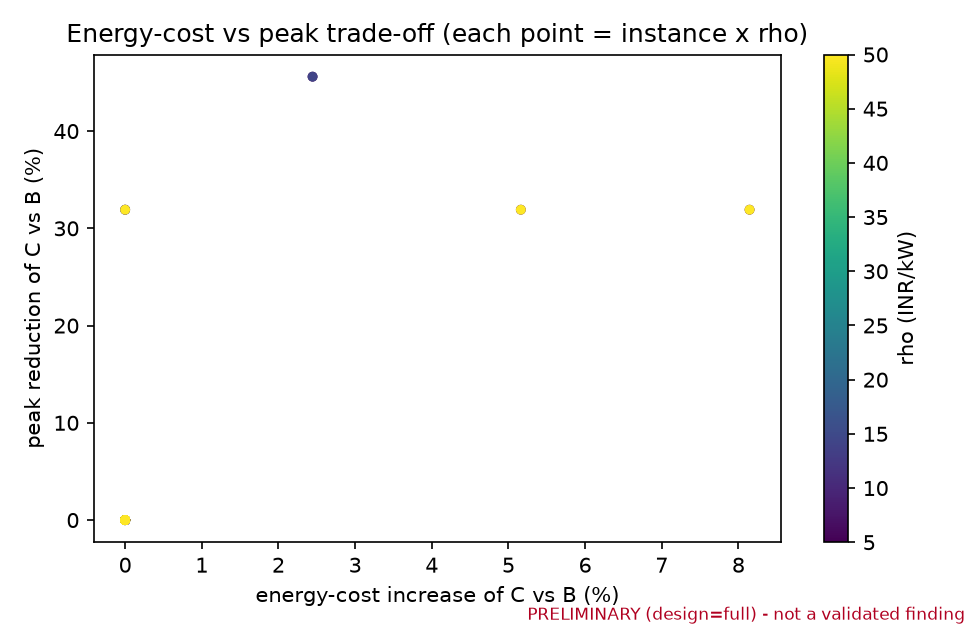 Energy-cost vs peak trade-off (each point = instance x rho)
peak reduction of C vs B (%)
40
30
20
10
0
0 1 2 3 4 5 6 7 8
energy-cost increase of C vs B (%)
50
45
40
35
30
25
20
15
10
5
rho (INR/kW)
PRELIMINARY (design=full) - not a validated finding